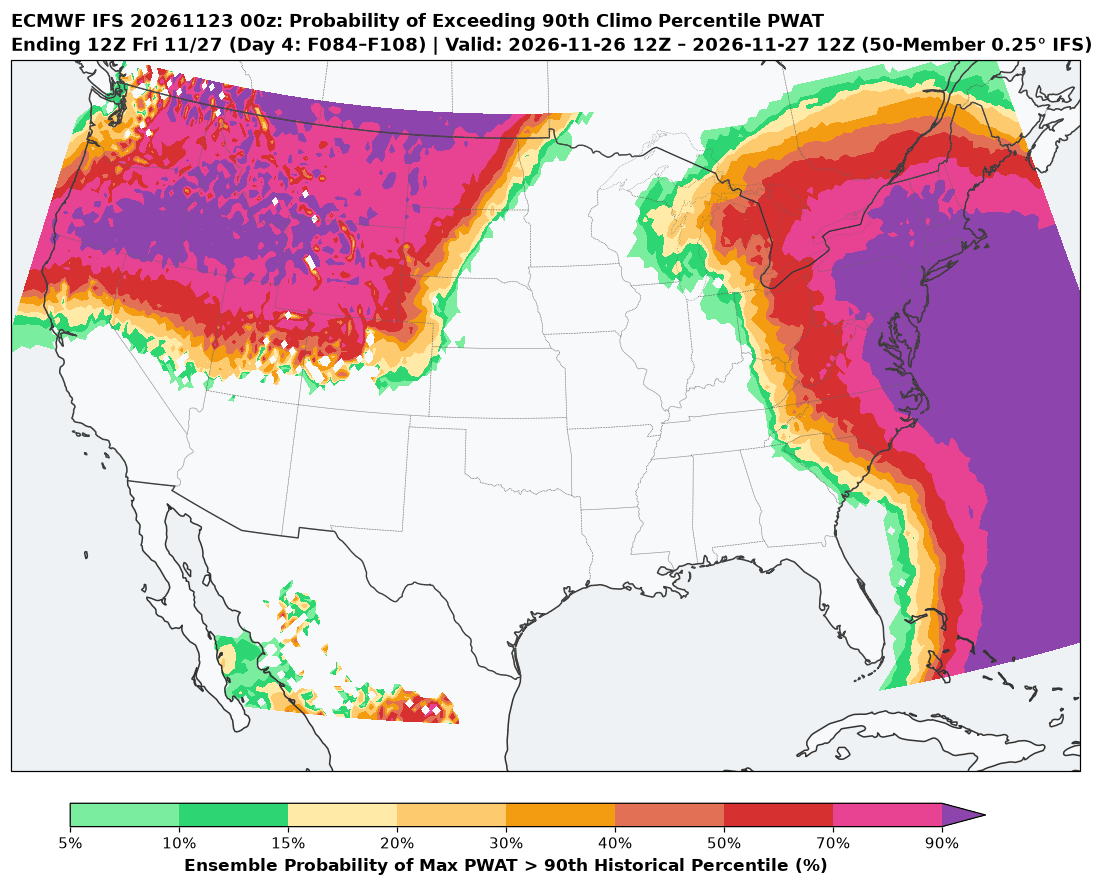 ECMWF IFS 20261123 00z: Probability of Exceeding 90th Climo Percentile PWAT
Ending 12Z Fri 11/27 (Day 4: F084–F108) | Valid: 2026-11-26 12Z – 2026-11-27 12Z (50-Member 0.25° IFS)
5% 10% 15% 20% 30% 40% 50% 70% 90%
Ensemble Probability of Max PWAT > 90th Historical Percentile (%)